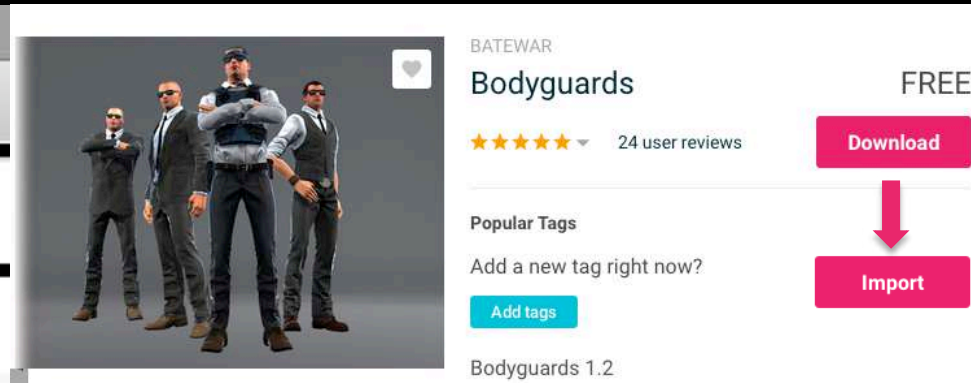 BATEWAR
Bodyguards
FREE
24 user reviews
Download
Popular Tags
Add a new tag right now?
Import
Add tags
Bodyguards 1.2